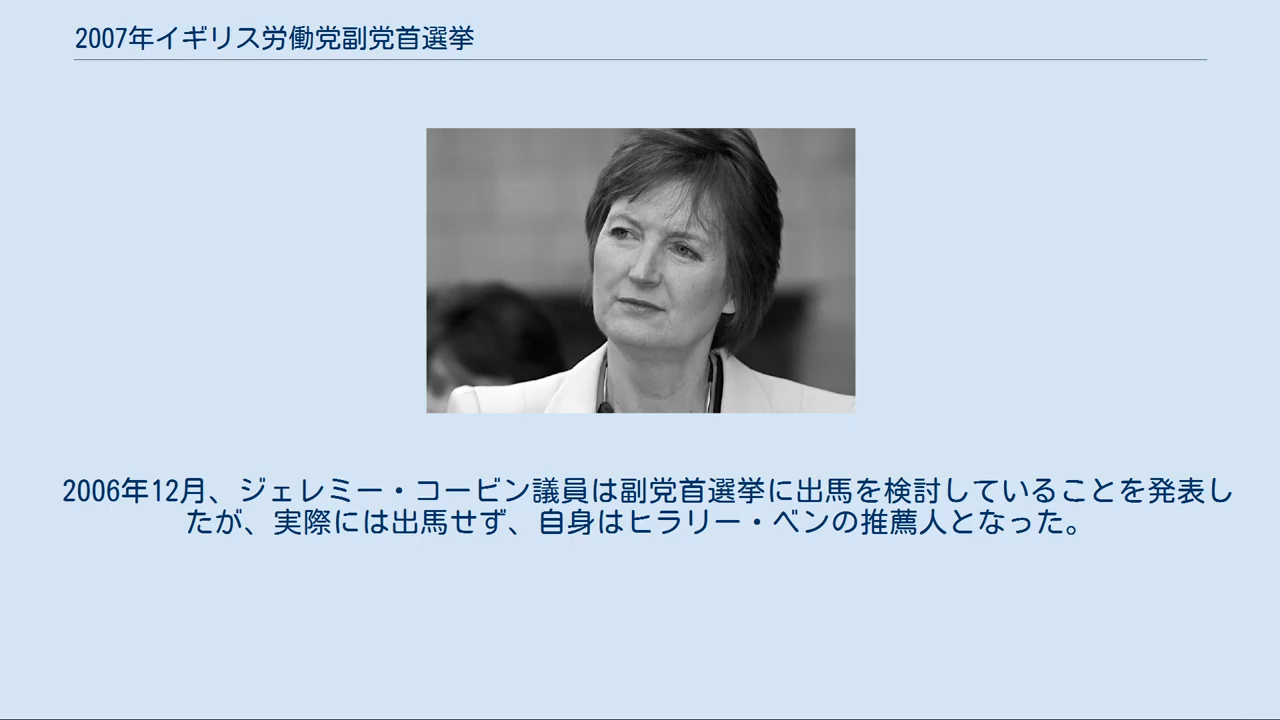 2007年イギリス労働党副党首選挙
2006年12月、ジェレミー・コービン議員は副党首選挙に出馬を検討していることを発表し
たが、実際には出馬せず、自身はヒラリー・ベンの推薦人となった。